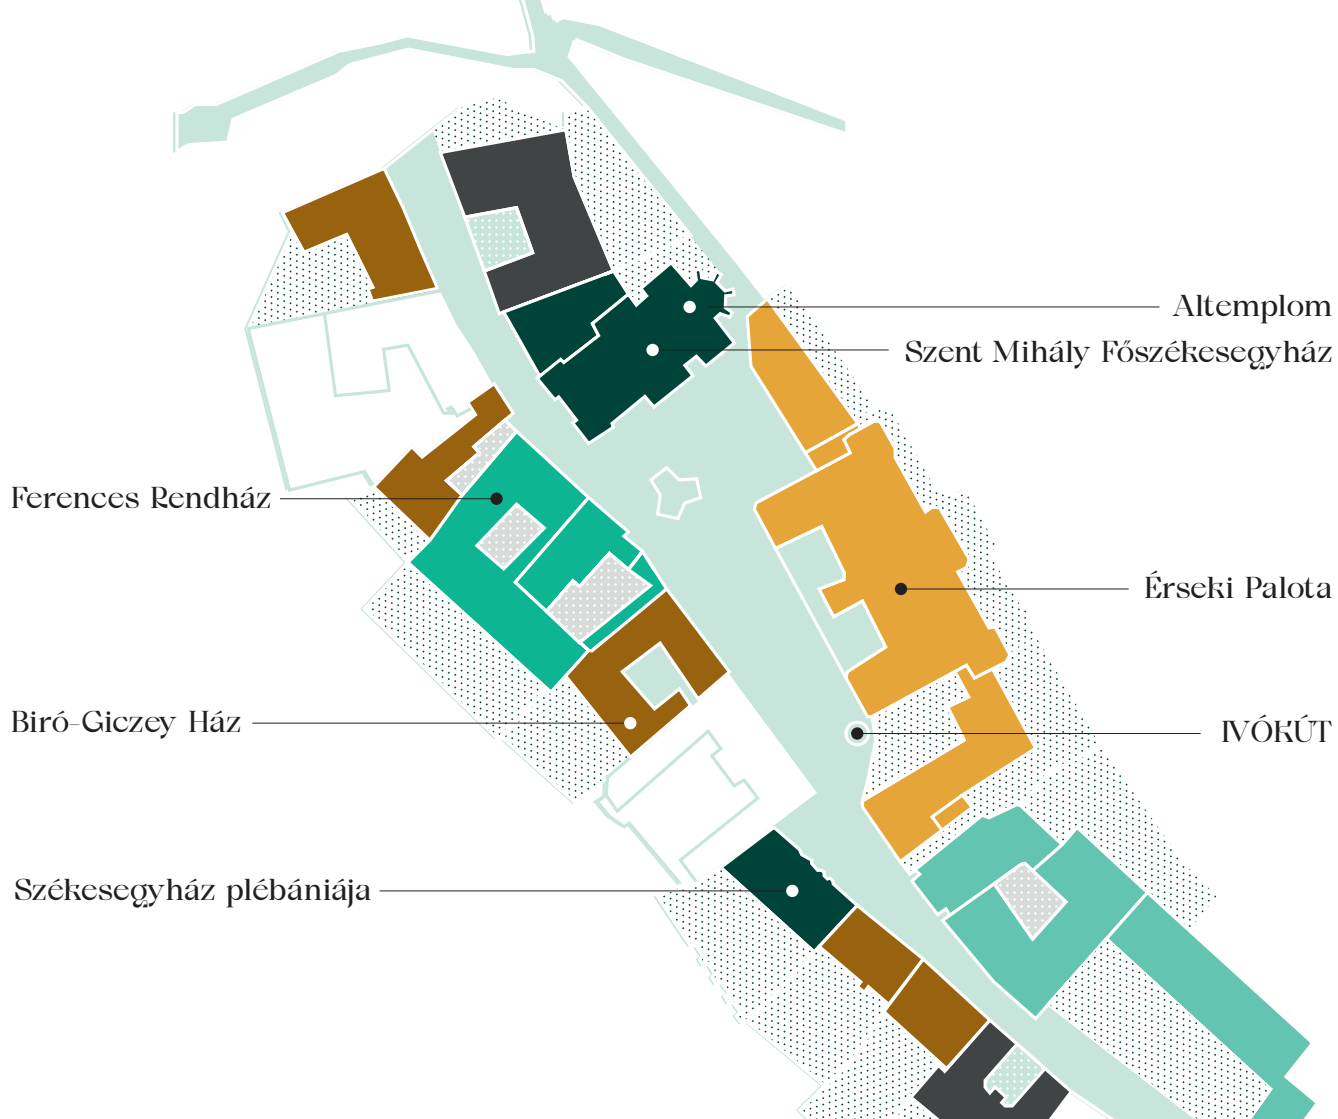 Altemplom
Szent Mihály Főszékesegyház
Ferences Rendház
Érseki Palota
Biró-Giczey Ház
IVÓKÚT
Székesegyház plébániája